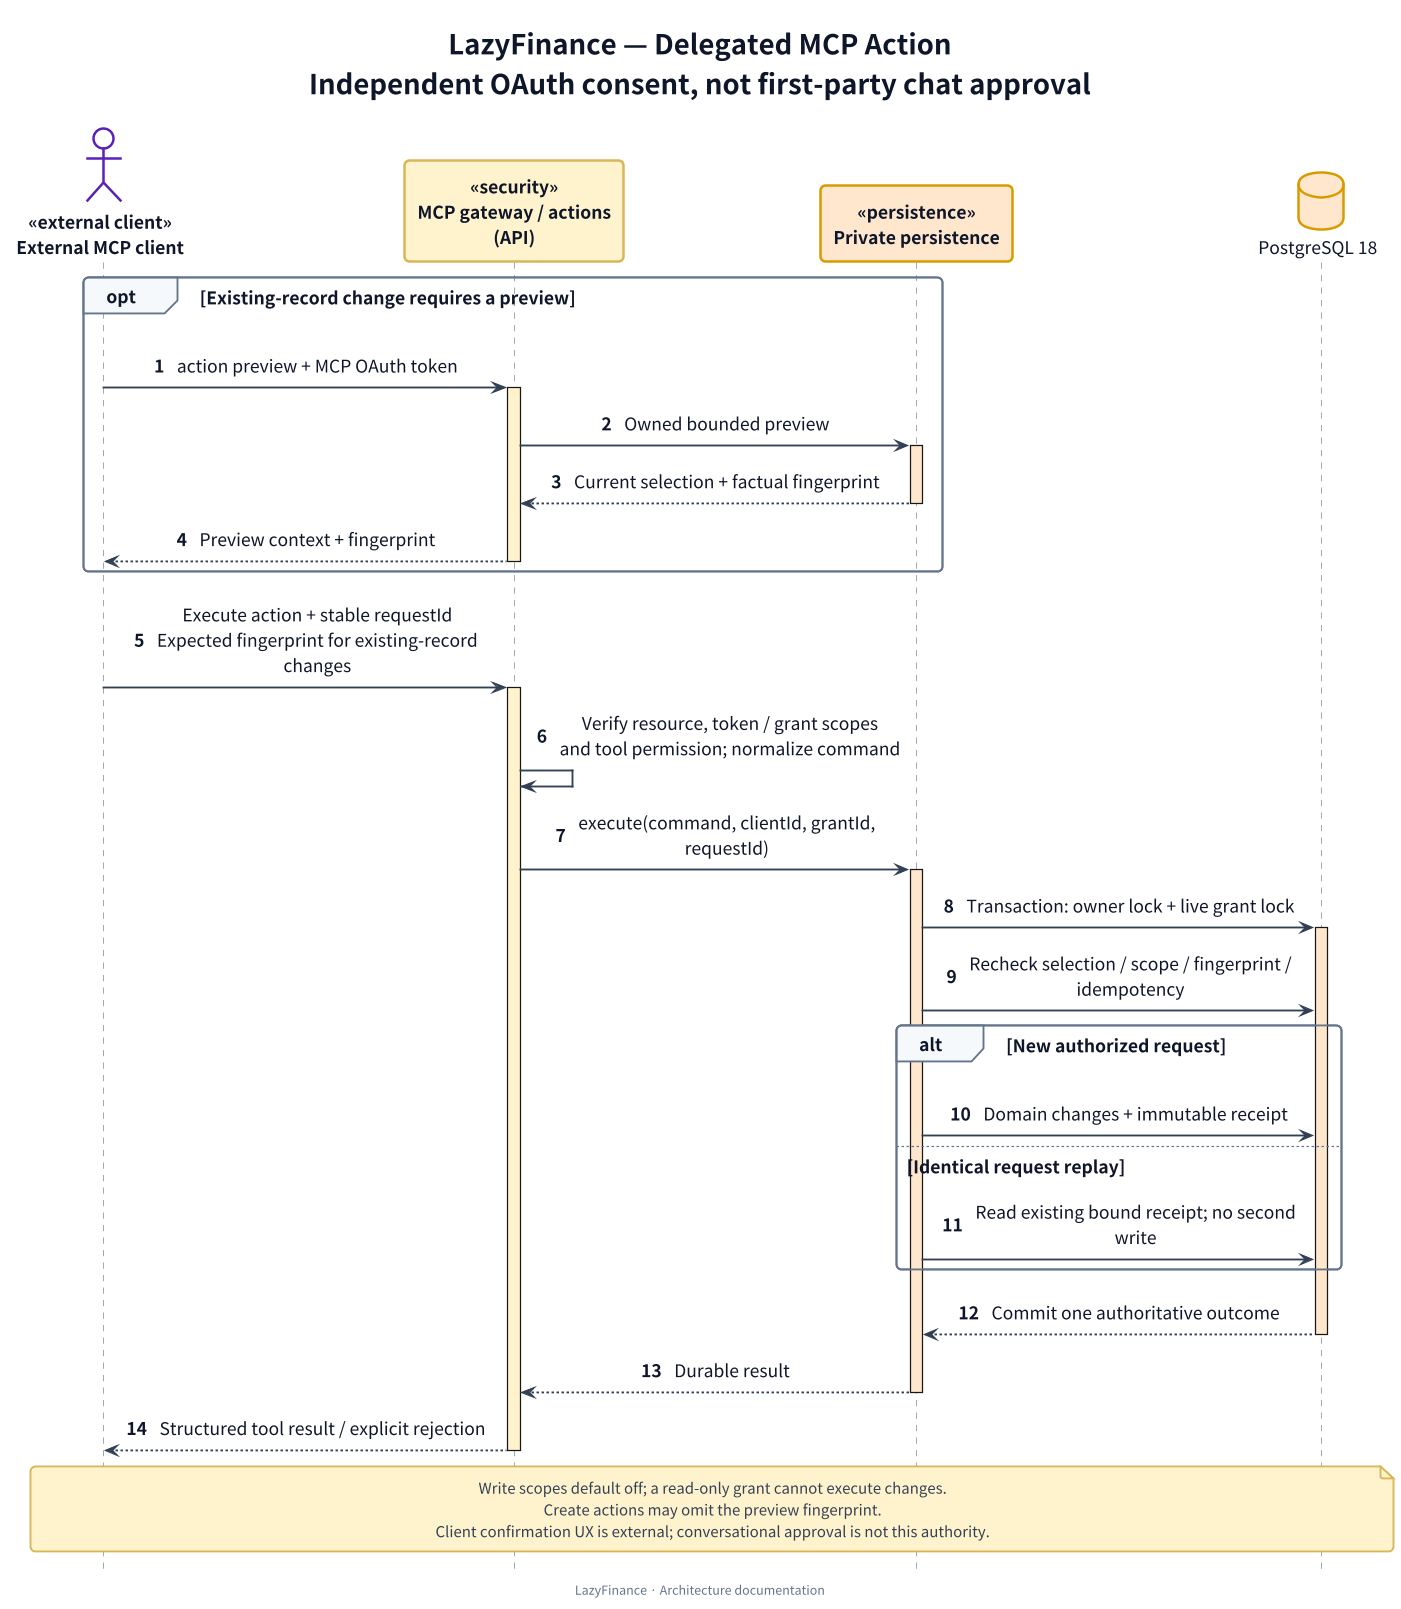 LazyFinance — Delegated MCP Action
Independent OAuth consent, not first-party chat approval
«external client»
External MCP client
«security»
MCP gateway / actions
(API)
«persistence»
Private persistence
PostgreSQL 18
opt
[Existing-record change requires a preview]
1 action preview + MCP OAuth token
2 Owned bounded preview
3 Current selection + factual fingerprint
4 Preview context + fingerprint
Execute action + stable requestId
5 Expected fingerprint for existing-record
changes
Verify resource, token / grant scopes
6
and tool permission; normalize command
execute(command, clientId, grantId,
7
requestId)
8 Transaction: owner lock + live grant lock
Recheck selection / scope / fingerprint /
9
idempotency
alt
[New authorized request]
10 Domain changes + immutable receipt
[Identical request replay]
Read existing bound receipt; no second
11
write
12 Commit one authoritative outcome
13 Durable result
14 Structured tool result / explicit rejection
Write scopes default off; a read-only grant cannot execute changes.
Create actions may omit the preview fingerprint.
Client confirmation UX is external; conversational approval is not this authority.
LazyFinance · Architecture documentation